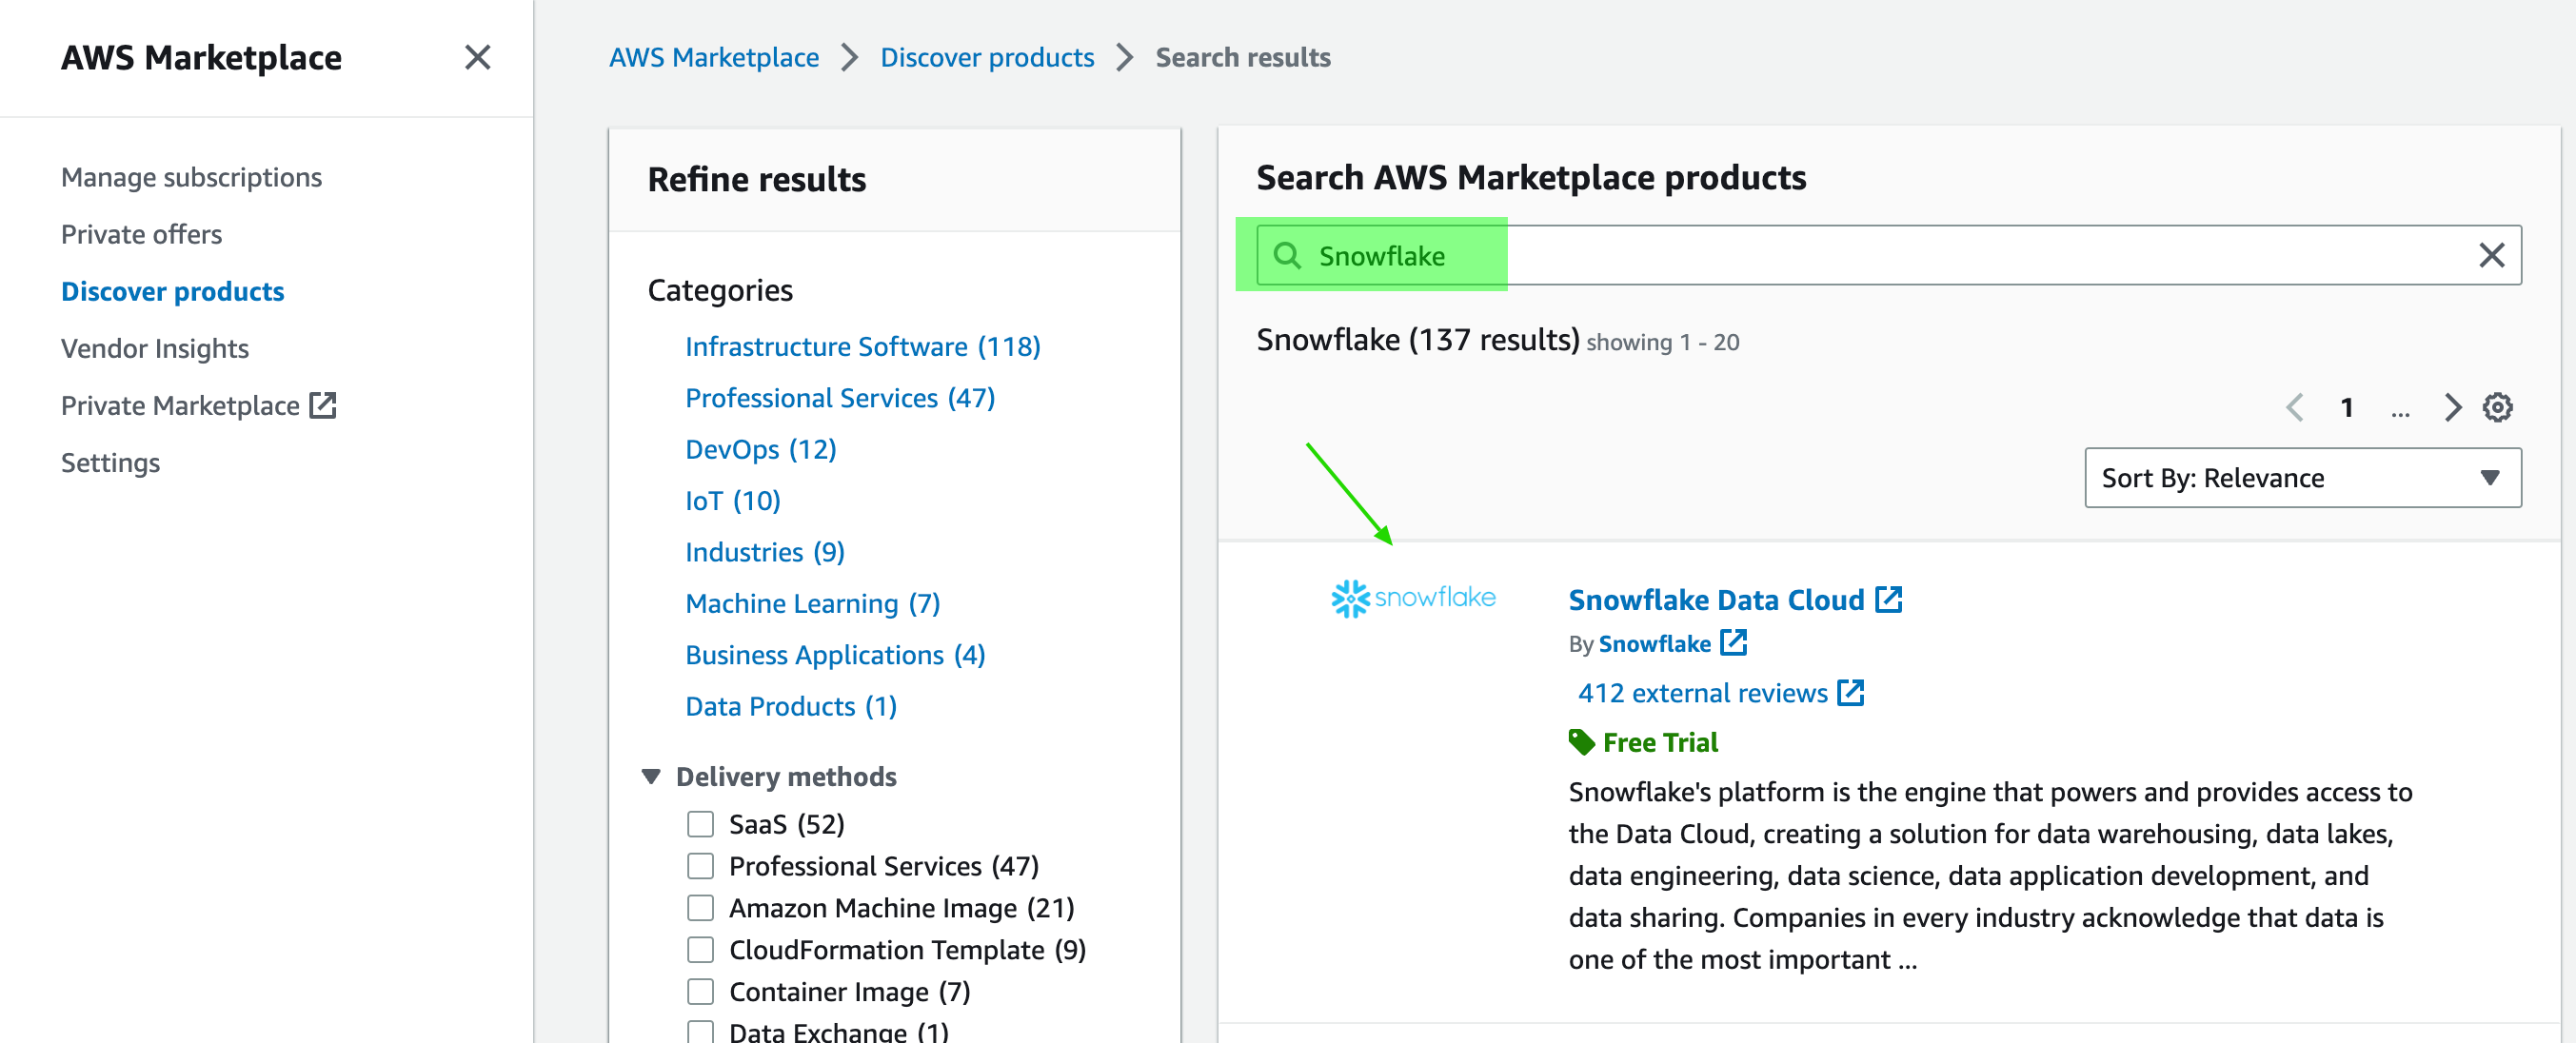 AWS Marketplace
Manage subscriptions
Private offers
Discover products
Vendor Insights
Private Marketplace
Settings
AWS Marketplace > Discover products > Search results
Refine results
Categories
Infrastructure Software (118)
Professional Services (47)
DevOps (12)
IoT (10)
Industries (9)
Machine Learning (7)
Business Applications (4)
Data Products (1)
Delivery methods
SaaS (52)
Professional Services (47)
Amazon Machine Image (21)
CloudFormation Template (9)
Container Image (7)
Data Exchange (1)
Search AWS Marketplace products
Snowflake
Snowflake (137 results) showing 1 - 20
1 ...
Sort By: Relevance
snowflake
Snowflake Data Cloud
By Snowflake
412 external reviews
Free Trial
Snowflake's platform is the engine that powers and provides access to
the Data Cloud, creating a solution for data warehousing, data lakes,
data engineering, data science, data application development, and
data sharing. Companies in every industry acknowledge that data is
one of the most important ...